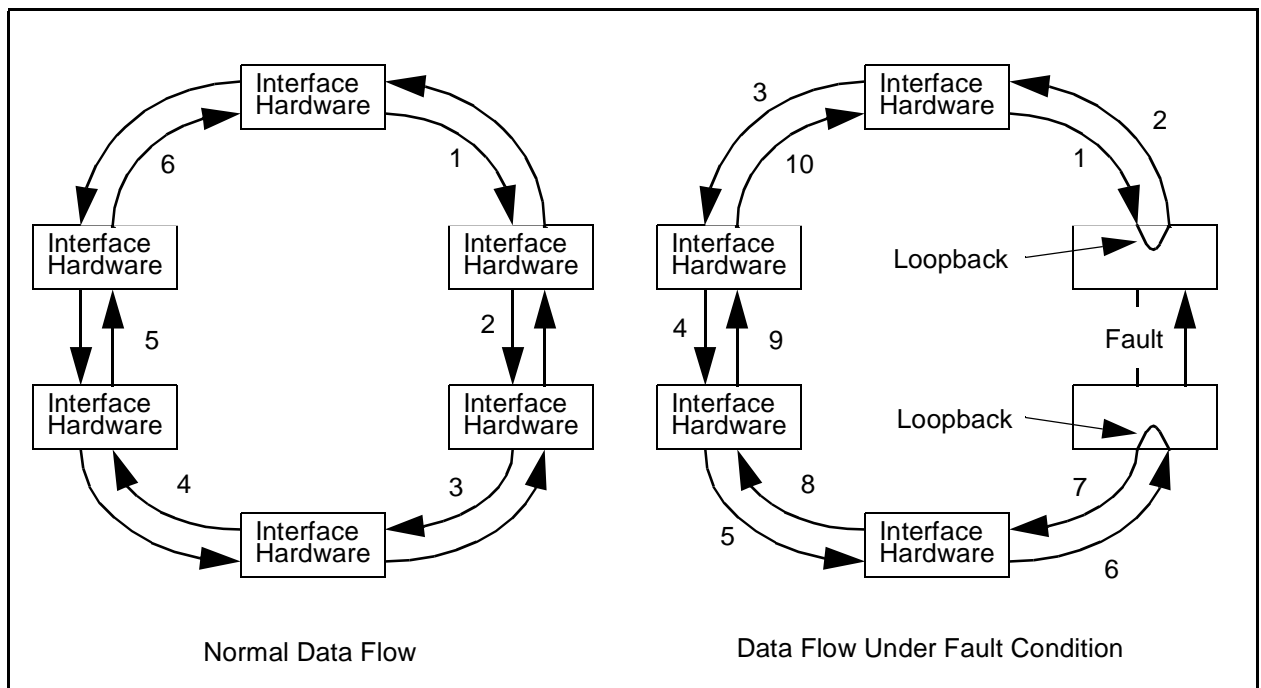 Interface
Hardware
6
1
Interface
Hardware
Interface
Hardware
5
2
Interface
Hardware
Interface
Hardware
4
3
Interface
Hardware
Normal Data Flow
Interface
Hardware
3
2
10
1
Interface
Hardware
Loopback
4
9
Fault
Interface
Hardware
Loopback
8
7
5
Interface
Hardware
6
Data Flow Under Fault Condition